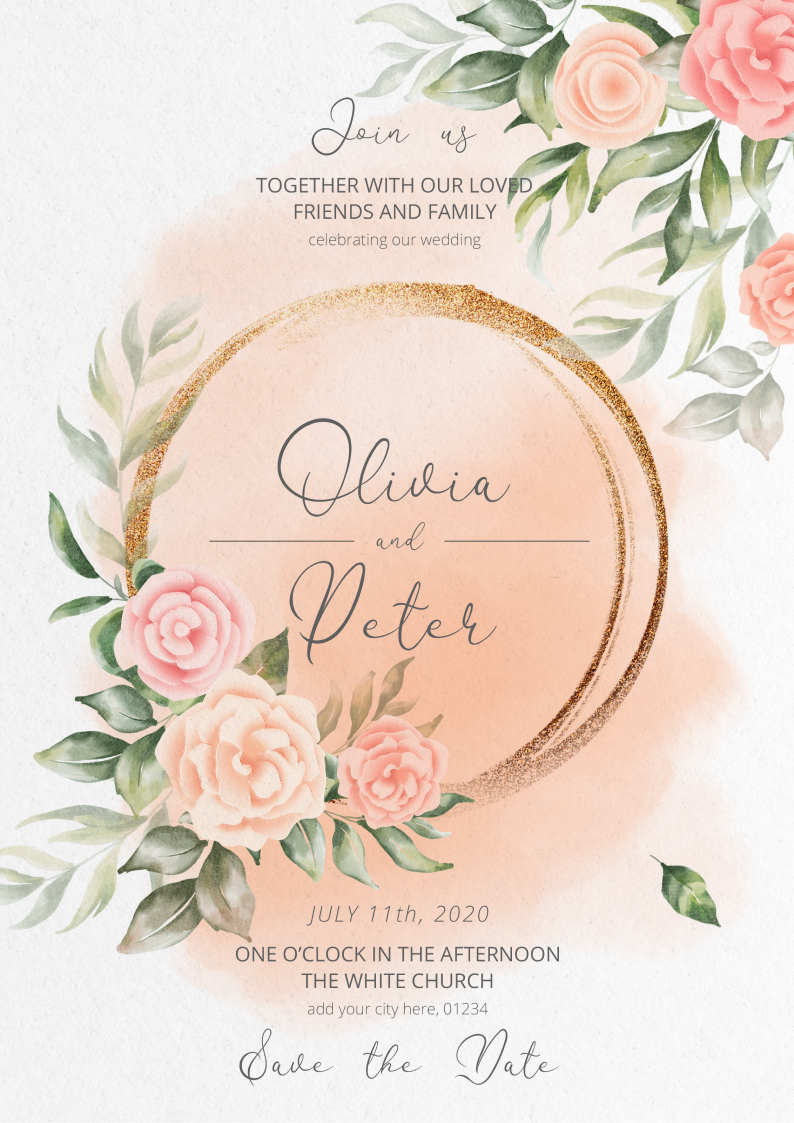 Join us
TOGETHER WITH OUR LOVED
FRIENDS AND FAMILY
celebrating our wedding
Olivia
and
Peter
JULY 11th, 2020
ONE O’CLOCK IN THE AFTERNOON
THE WHITE CHURCH
add your city here, 01234
Save the Date